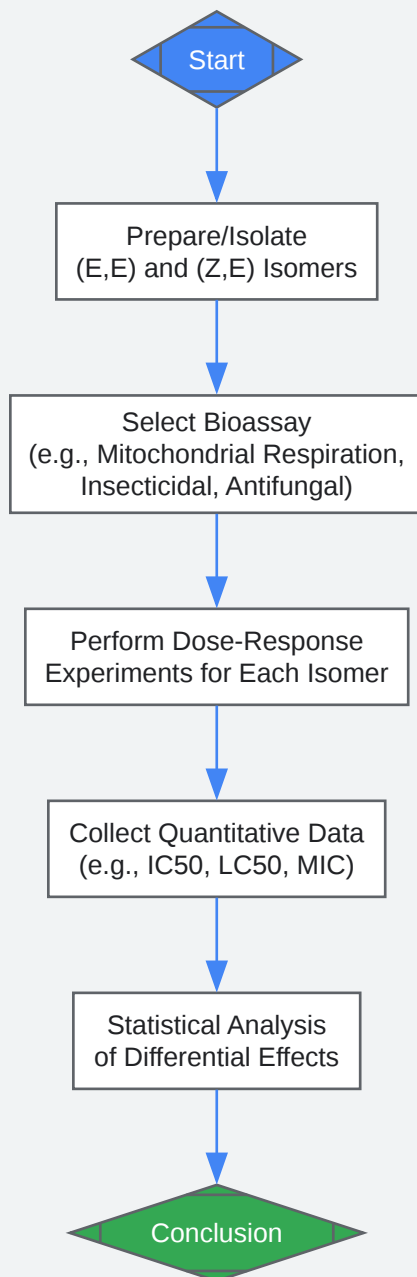 Start
Prepare/Isolate
(E,E) and (Z,E) Isomers
Select Bioassay
(e.g., Mitochondrial Respiration,
Insecticidal, Antifungal)
Perform Dose-Response
Experiments for Each Isomer
Collect Quantitative Data
(e.g., IC50, LC50, MIC)
Statistical Analysis
of Differential Effects
Conclusion